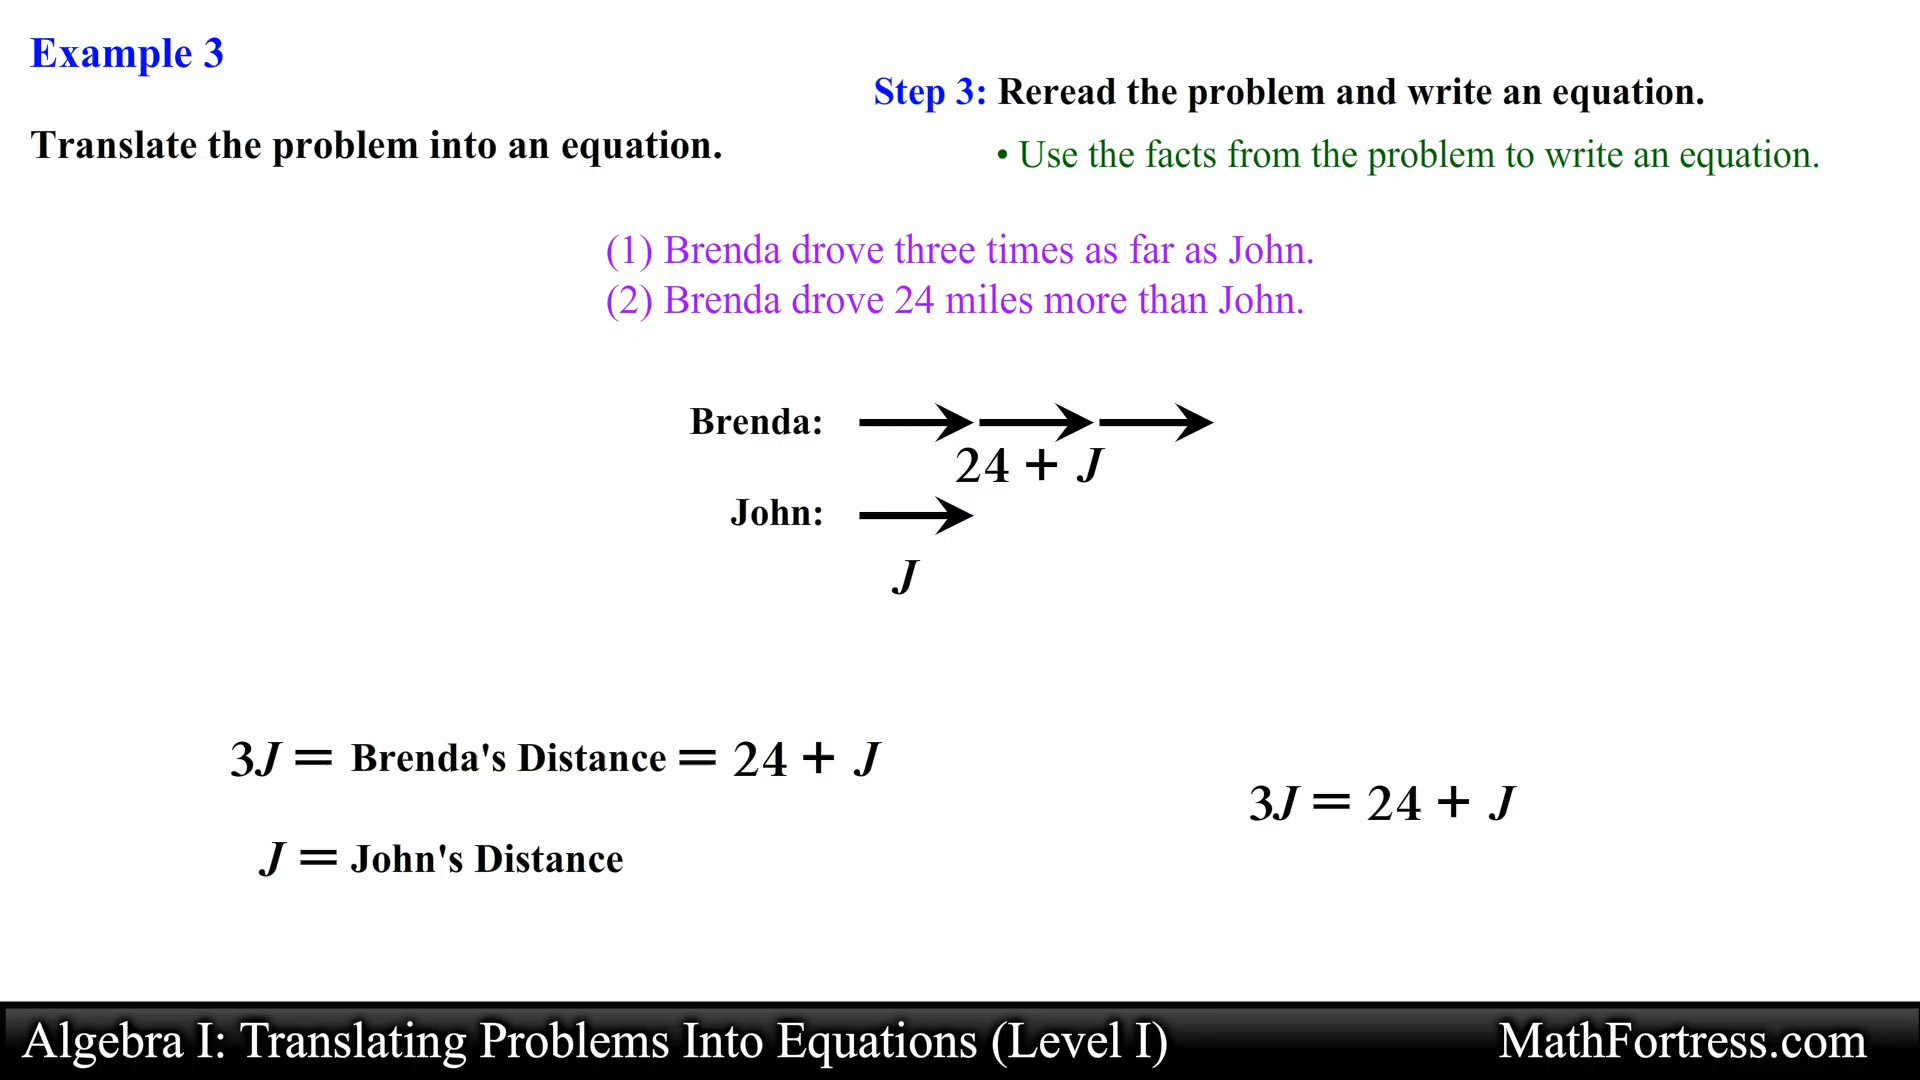 Example 3
Step 3: Reread the problem and write an equation.
Translate the problem into an equation.
• Use the facts from the problem to write an equation.
(1) Brenda drove three times as far as John.
(2) Brenda drove 24 miles more than John.
Brenda:
24 + J
John:
J
3J = Brenda's Distance = 24 + J
3J = 24 + J
J = John's Distance
Algebra I: Translating Problems Into Equations (Level I)
MathFortress.com